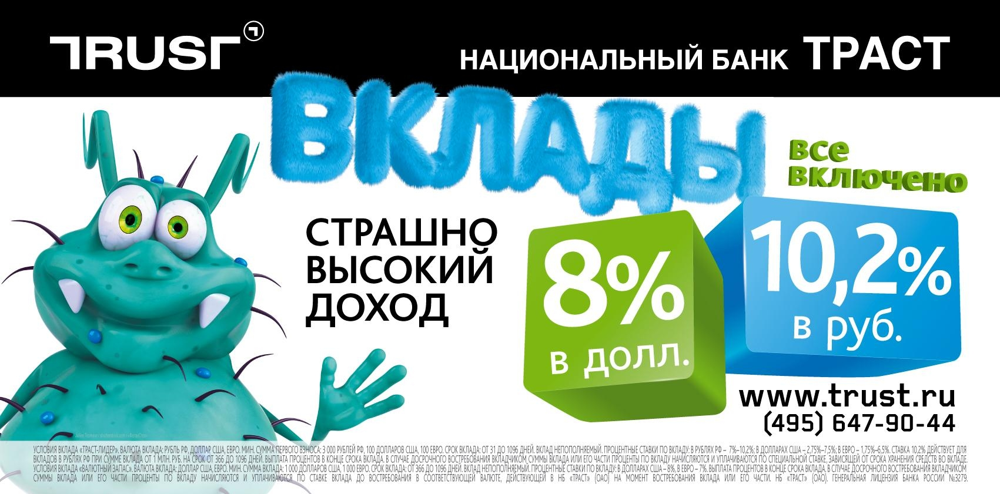 TRUST
НАЦИОНАЛЬНЫЙ БАНК ТРАСТ
ВКЛАДЫ
все
включено
СТРАШНО
ВЫСОКИЙ
ДОХОД
8%
в долл.
10,2%
в руб.
www.trust.ru
(495) 647-90-44
УСЛОВИЯ ВКЛАДА «ТРАСТ-ЛИДЕР». ВАЛЮТА ВКЛАДА: РУБЛЬ РФ, ДОЛЛАР США, ЕВРО. МИН. СУММА ПЕРВОГО ВЗНОСА: 3 000 РУБЛЕЙ РФ, 100 ДОЛЛАРОВ США, 100 ЕВРО. СРОК ВКЛАДА: ОТ 31 ДО 1096 ДНЕЙ. ВКЛАД НЕПОПОЛНЯЕМЫЙ. ПРОЦЕНТНЫЕ СТАВКИ ПО ВКЛАДУ: В РУБЛЯХ РФ – 7%–10,2%; В ДОЛЛАРАХ США – 2,75%–7,5%; В ЕВРО – 1,75%–6,5%. СТАВКА 10,2% ДЕЙСТВУЕТ ДЛЯ
ВКЛАДОВ В РУБЛЯХ РФ ПРИ СУММЕ ВКЛАДА ОТ 1 МЛН. РУБ. НА СРОК ОТ 366 ДО 1096 ДНЕЙ. ВЫПЛАТА ПРОЦЕНТОВ В КОНЦЕ СРОКА ВКЛАДА. В СЛУЧАЕ ДОСРОЧНОГО ВОСТРЕБОВАНИЯ ВКЛАДЧИКОМ СУММЫ ВКЛАДА ИЛИ ЕГО ЧАСТИ ПРОЦЕНТЫ ПО ВКЛАДУ НАЧИСЛЯЮТСЯ И УПЛАЧИВАЮТСЯ ПО СПЕЦИАЛЬНОЙ СТАВКЕ, ЗАВИСЯЩЕЙ ОТ СРОКА ХРАНЕНИЯ СРЕДСТВ ВО ВКЛАДЕ.
УСЛОВИЯ ВКЛАДА «ВАЛЮТНЫЙ ЗАПАС». ВАЛЮТА ВКЛАДА: ДОЛЛАР США, ЕВРО. МИН. СУММА ВКЛАДА: 1 000 ДОЛЛАРОВ США, 1 000 ЕВРО. СРОК ВКЛАДА: ОТ 366 ДО 1096 ДНЕЙ. ВКЛАД НЕПОПОЛНЯЕМЫЙ. ПРОЦЕНТНЫЕ СТАВКИ ПО ВКЛАДУ: В ДОЛЛАРАХ США – 8%, В ЕВРО – 7%. ВЫПЛАТА ПРОЦЕНТОВ В КОНЦЕ СРОКА ВКЛАДА. В СЛУЧАЕ ДОСРОЧНОГО ВОСТРЕБОВАНИЯ ВКЛАДЧИКОМ
СУММЫ ВКЛАДА ИЛИ ЕГО ЧАСТИ ПРОЦЕНТЫ ПО ВКЛАДУ НАЧИСЛЯЮТСЯ И УПЛАЧИВАЮТСЯ ПО СТАВКЕ ВКЛАДА ДО ВОСТРЕБОВАНИЯ В СООТВЕТСТВУЮЩЕЙ ВАЛЮТЕ, ДЕЙСТВУЮЩЕЙ В НБ «ТРАСТ» (ОАО) НА МОМЕНТ ВОСТРЕБОВАНИЯ ВКЛАДА ИЛИ ЕГО ЧАСТИ. НБ «ТРАСТ» (ОАО). ГЕНЕРАЛЬНАЯ ЛИЦЕНЗИЯ БАНКА РОССИИ №3279.